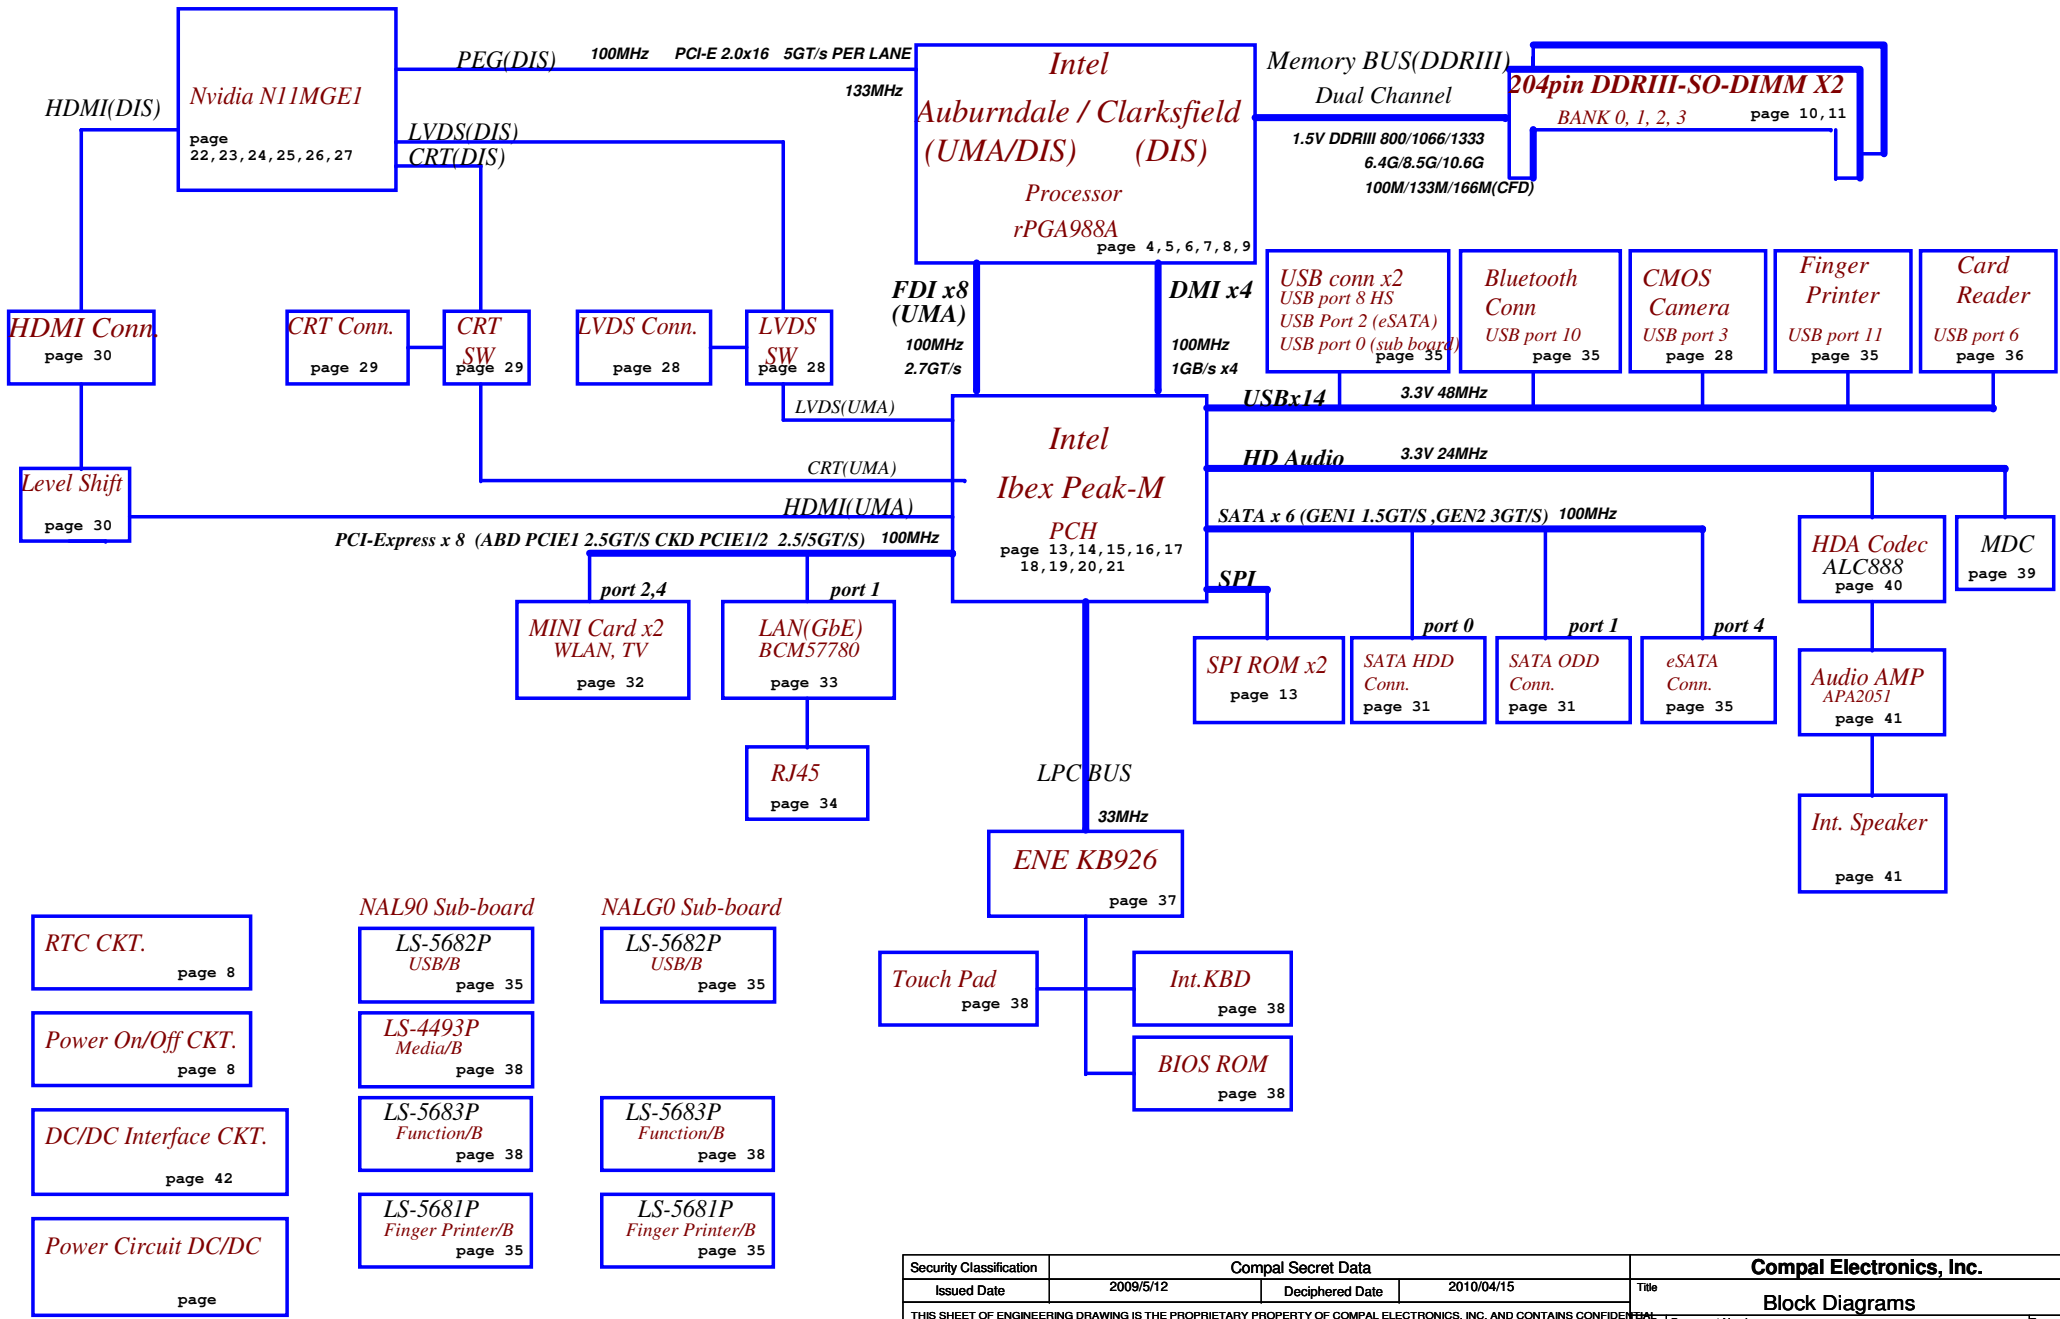 PEG(DIS) 100MHz PCI-E 2.0x16 5GT/s PER LANE
133MHz
HDMI(DIS)
Nvidia N11MGE1
page
22,23,24,25,26,27
LVDS(DIS)
CRT(DIS)
Intel
Auburndale / Clarksfield
(UMA/DIS) (DIS)
Processor
rPGA988A
page 4,5,6,7,8,9
Memory BUS(DDRIII)
Dual Channel
1.5V DDRIII 800/1066/1333
6.4G/8.5G/10.6G
100M/133M/166M(CFD)
204pin DDRIII-SO-DIMM X2
BANK 0, 1, 2, 3 page 10,11
HDMI Conn.
page 30
CRT Conn.
page 29
CRT
SW
page 29
LVDS Conn.
page 28
LVDS
SW
page 28
FDI x8
(UMA)
100MHz
2.7GT/s
DMI x4
100MHz
1GB/s x4
USB conn x2
USB port 8 HS
USB Port 2 (eSATA)
USB port 0 (sub board)
page 35
Bluetooth
Conn
USB port 10
page 35
CMOS
Camera
USB port 3
page 28
Finger
Printer
USB port 11
page 35
Card
Reader
USB port 6
page 36
LVDS(UMA)
CRT(UMA)
HDMI(UMA)
Level Shift
page 30
Intel
Ibex Peak-M
PCH
page 13,14,15,16,17
18,19,20,21
USBx14 3.3V 48MHz
HD Audio 3.3V 24MHz
SATA x 6 (GEN1 1.5GT/S ,GEN2 3GT/S) 100MHz
SPI
PCI-Express x 8 (ABD PCIE1 2.5GT/S CKD PCIE1/2 2.5/5GT/S) 100MHz
port 2,4
MINI Card x2
WLAN, TV
page 32
port 1
LAN(GbE)
BCM57780
page 33
RJ45
page 34
SPI ROM x2
page 13
port 0
SATA HDD
Conn.
page 31
port 1
SATA ODD
Conn.
page 31
port 4
eSATA
Conn.
page 35
HDA Codec
ALC888
page 40
MDC
page 39
Audio AMP
APA2051
page 41
Int. Speaker
page 41
LPC BUS
33MHz
ENE KB926
page 37
Touch Pad
page 38
Int.KBD
page 38
BIOS ROM
page 38
RTC CKT.
page 8
Power On/Off CKT.
page 8
DC/DC Interface CKT.
page 42
Power Circuit DC/DC
page
NAL90 Sub-board
LS-5682P
USB/B
page 35
LS-4493P
Media/B
page 38
LS-5683P
Function/B
page 38
LS-5681P
Finger Printer/B
page 35
NALG0 Sub-board
LS-5682P
USB/B
page 35
LS-5683P
Function/B
page 38
LS-5681P
Finger Printer/B
page 35
Security Classification Compal Secret Data
Issued Date 2009/5/12 Deciphered Date 2010/04/15
THIS SHEET OF ENGINEERING DRAWING IS THE PROPRIETARY PROPERTY OF COMPAL ELECTRONICS, INC. AND CONTAINS CONFIDENTIAL
Compal Electronics, Inc.
Title
Block Diagrams